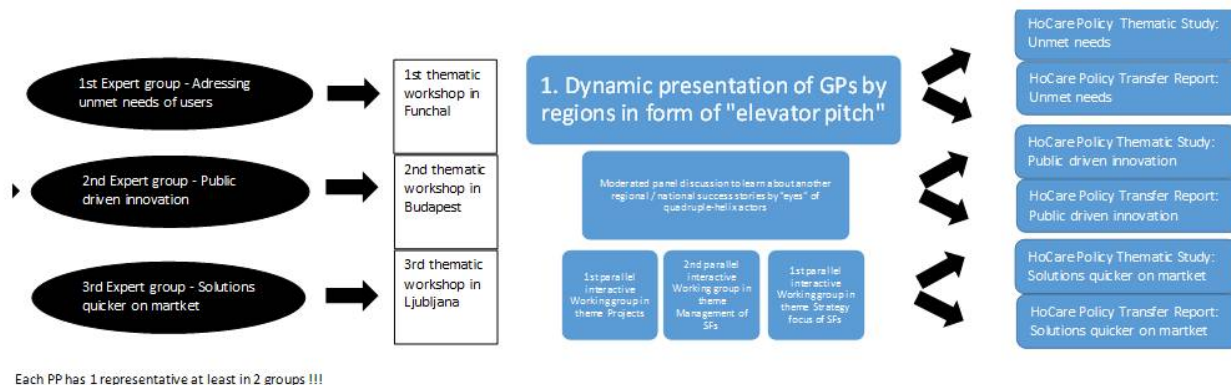 1st Expert group - Adressing
unmet needs of users
2nd Expert group - Public
driven innovation
3rd Expert group - Solutions
quicker on martket
1st thematic
workshop in
Funchal
2nd thematic
workshop in
Budapest
3rd thematic
workshop in
Ljubljana
1. Dynamic presentation of GPs by
regions in form of "elevator pitch"
Moderated panel discussion to learn about another
regional / national success stories by "eyes" of
quadruple-helix actors
1st parallel
interactive
Working group in
theme Projects
2nd parallel
interactive
Working group in
theme
Management of
SFs
1st parallel
interactive
Working group in
theme Strategy
focus of SFs
HoCare Policy Thematic Study:
Unmet needs
HoCare Policy Transfer Report:
Unmet needs
HoCare Policy Thematic Study:
Public driven innovation
HoCare Policy Transfer Report:
Public driven innovation
HoCare Policy Thematic Study:
Solutions quicker on martket
HoCare Policy Transfer Report:
Solutions quicker on martket
Each PP has 1 representative at least in 2 groups !!!